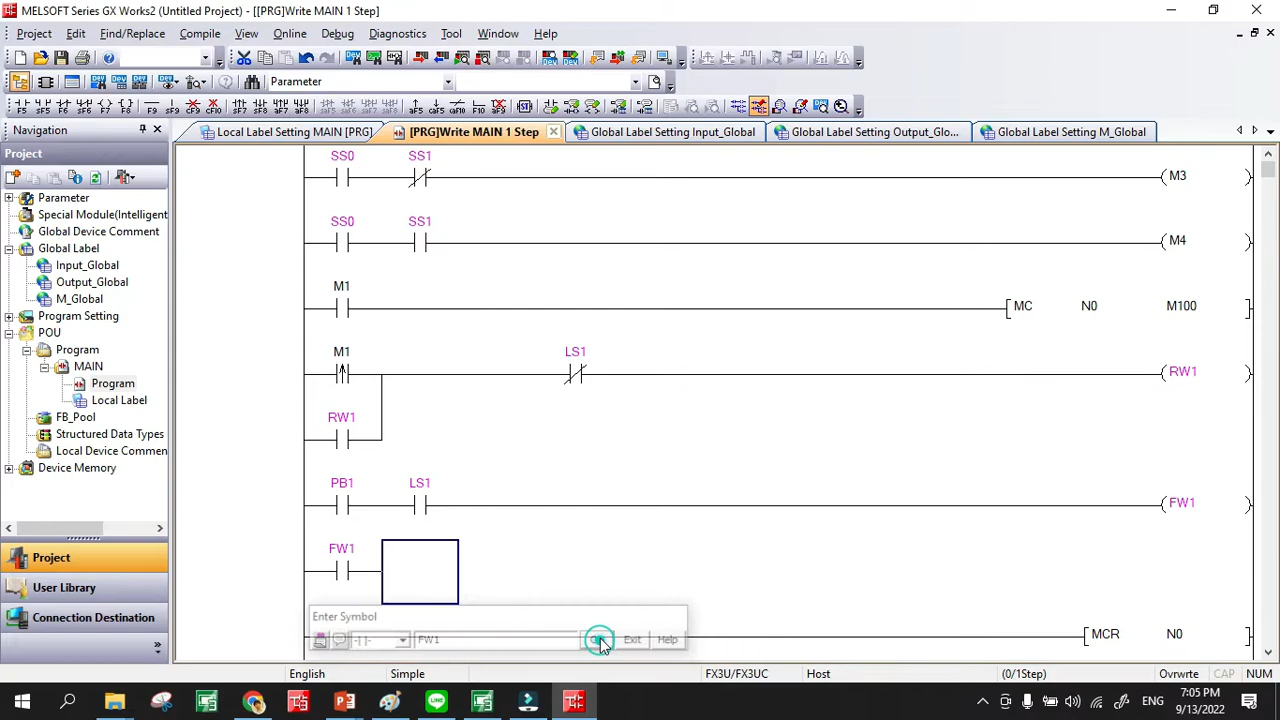 MELSOFT Series GX Works2 (Untitled Project) - [[PRG]Write MAIN 1 Step]
Project Edit Find/Replace Compile View Online Debug Diagnostics Tool Window Help
Parameter
Navigation
Local Label Setting MAIN [PRG] [PRG]Write MAIN 1 Step Global Label Setting Input_Global Global Label Setting Output_Glo... Global Label Setting M_Global
Project
Parameter
Special Module(Intelligent
Global Device Comment
Global Label
Input_Global
Output_Global
M_Global
Program Setting
POU
Program
MAIN
Program
Local Label
FB_Pool
Structured Data Types
Local Device Commen
Device Memory
Project
User Library
Connection Destination
SS0 SS1
M3
SS0 SS1
M4
M1
MC N0 M100
M1 LS1
RW1
RW1
PB1 LS1
FW1
FW1
Enter Symbol
FW1 Exit Help
MCR N0
English Simple FX3U/FX3UC Host (0/1Step) Ovrwrte CAP NUM
ENG
7:05 PM
9/13/2022